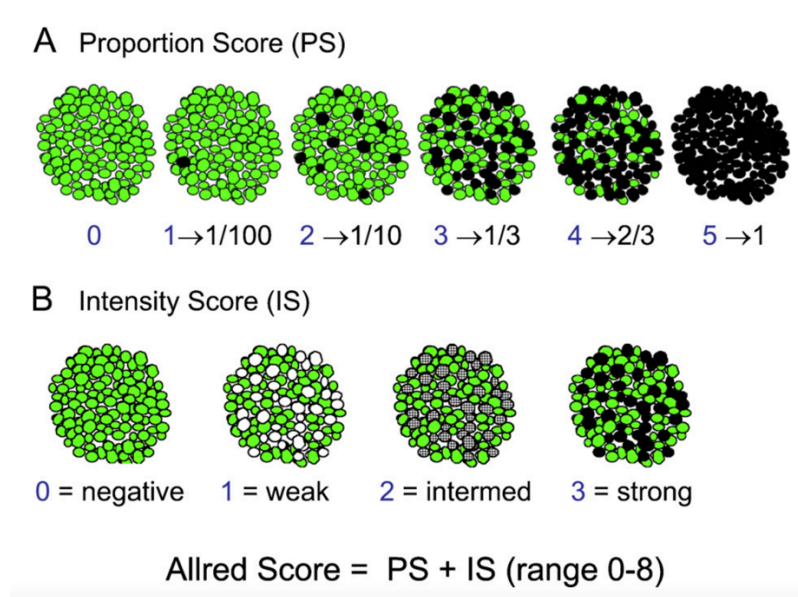 A Proportion Score (PS)
0 1→1/100 2 →1/10 3 →1/3 4 →2/3 5 →1
B Intensity Score (IS)
0 = negative 1 = weak 2 = intermed 3 = strong
Allred Score = PS + IS (range 0-8)